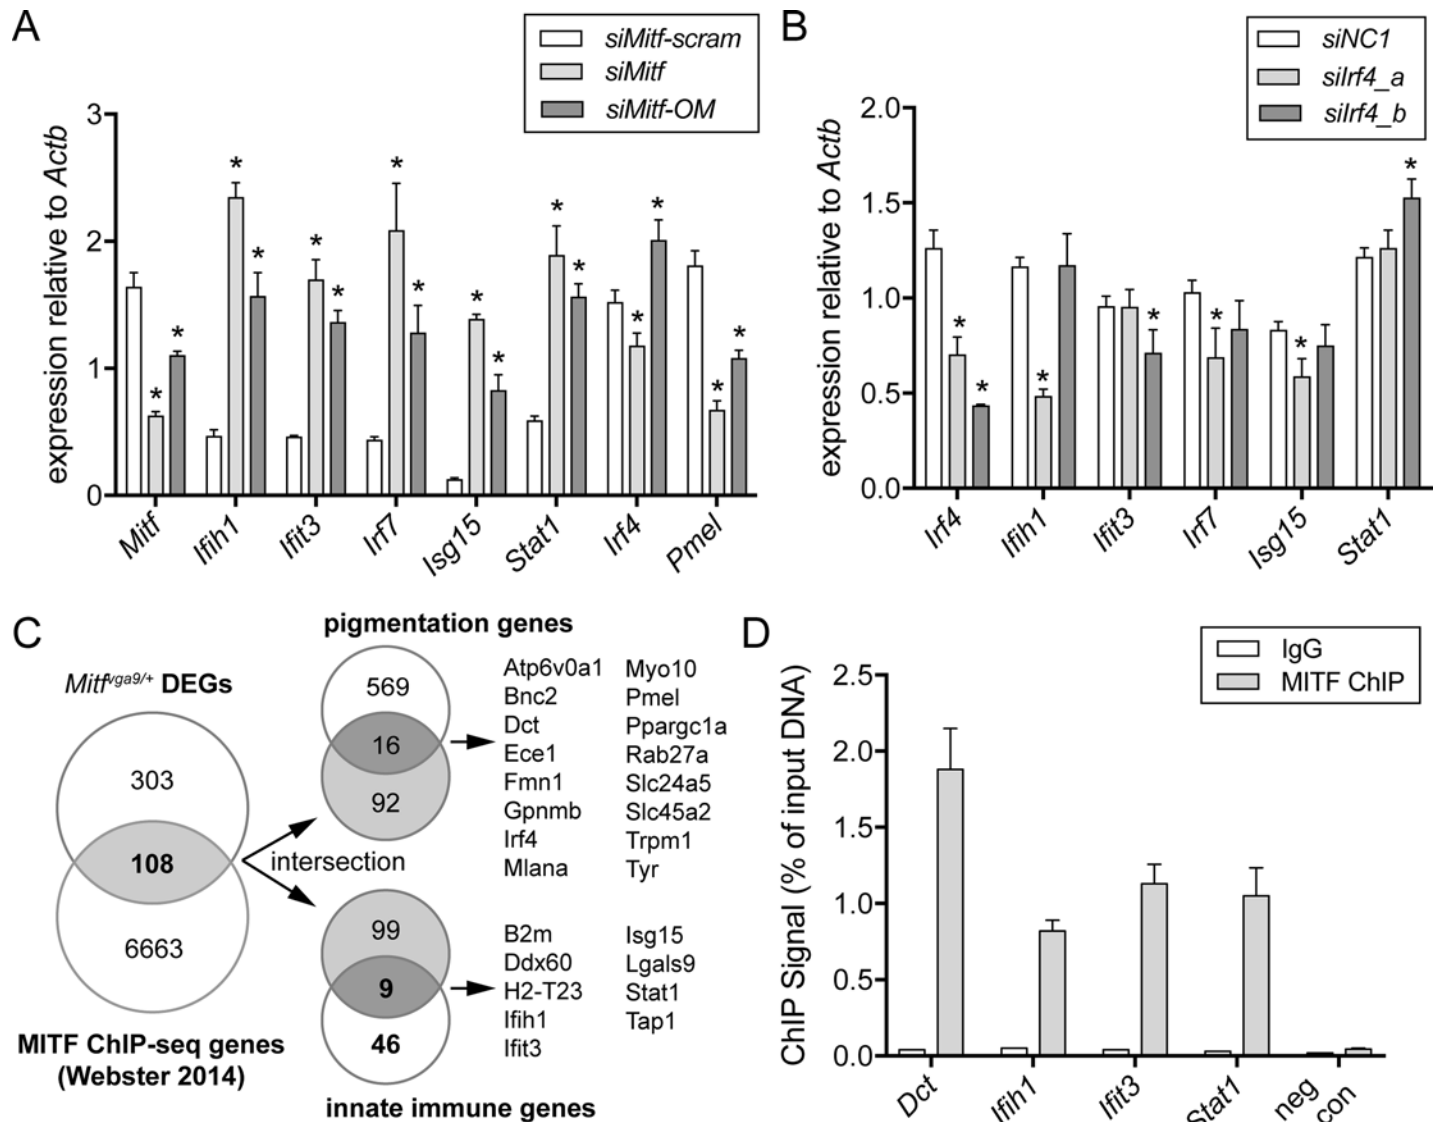 A
siMitf-scram
siMitf
siMitf-OM
expression relative to Actb
3
2
1
0
* * * * * * * * * * * * * *
Mitf
Ifih1
Ifit3
Irf7
Isg15
Stat1
Irf4
Pmel
B
siNC1
siIrf4_a
siIrf4_b
expression relative to Actb
2.0
1.5
1.0
0.5
0.0
* * * * * * *
Irf4
Ifih1
Ifit3
Irf7
Isg15
Stat1
C
Mitfvga9/+ DEGs
303
108
6663
MITF ChIP-seq genes
(Webster 2014)
intersection
pigmentation genes
569
16
92
Atp6v0a1
Bnc2
Dct
Ece1
Fmn1
Gpnmb
Irf4
Mlana
Myo10
Pmel
Ppargc1a
Rab27a
Slc24a5
Slc45a2
Trpm1
Tyr
99
9
46
innate immune genes
B2m
Ddx60
H2-T23
Ifih1
Ifit3
Isg15
Lgals9
Stat1
Tap1
D
IgG
MITF ChIP
ChIP Signal (% of input DNA)
2.5
2.0
1.5
1.0
0.5
0.0
Dct
Ifih1
Ifit3
Stat1
neg
con